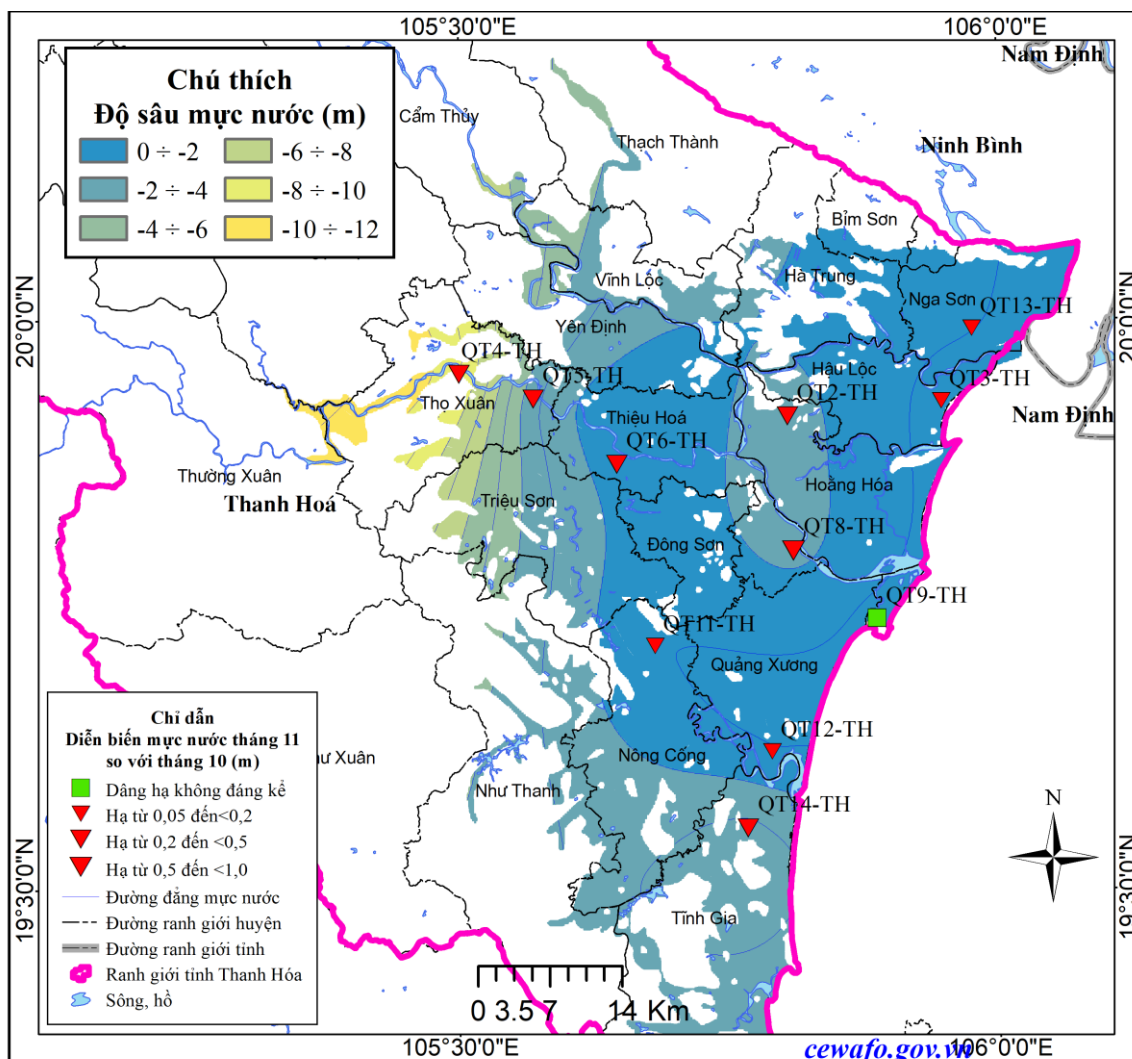 105°30'0"E
106°0'0"E
Nam Định
Chú thích
Độ sâu mực nước (m)
0 ÷ -2
-6 ÷ -8
-2 ÷ -4
-8 ÷ -10
-4 ÷ -6
-10 ÷ -12
Cẩm Thủy
Thạch Thành
Ninh Bình
Bỉm Sơn
Hà Trung
Vĩnh Lộc
Nga Sơn
QT13-TH
20°0'0"N
20°0'0"N
Yên Định
QT4-TH
QT5-TH
Hậu Lộc
QT3-TH
QT2-TH
Thọ Xuân
Thiệu Hoá
Nam Định
QT6-TH
Thường Xuân
Hoằng Hóa
Thanh Hoá
Triệu Sơn
Đông Sơn
QT8-TH
QT9-TH
QT11-TH
Quảng Xương
QT12-TH
Nông Cống
Như Thanh
QT14-TH
Tĩnh Gia
Chỉ dẫn
Diễn biến mực nước tháng 11
so với tháng 10 (m)
Dâng hạ không đáng kể
Hạ từ 0,05 đến<0,2
Hạ từ 0,2 đến <0,5
Hạ từ 0,5 đến <1,0
Đường đẳng mực nước
Đường ranh giới huyện
Đường ranh giới tỉnh
Ranh giới tỉnh Thanh Hóa
Sông, hồ
N
19°30'0"N
19°30'0"N
0 3.5 7 14 Km
105°30'0"E
106°0'0"E
cewafo.gov.vn